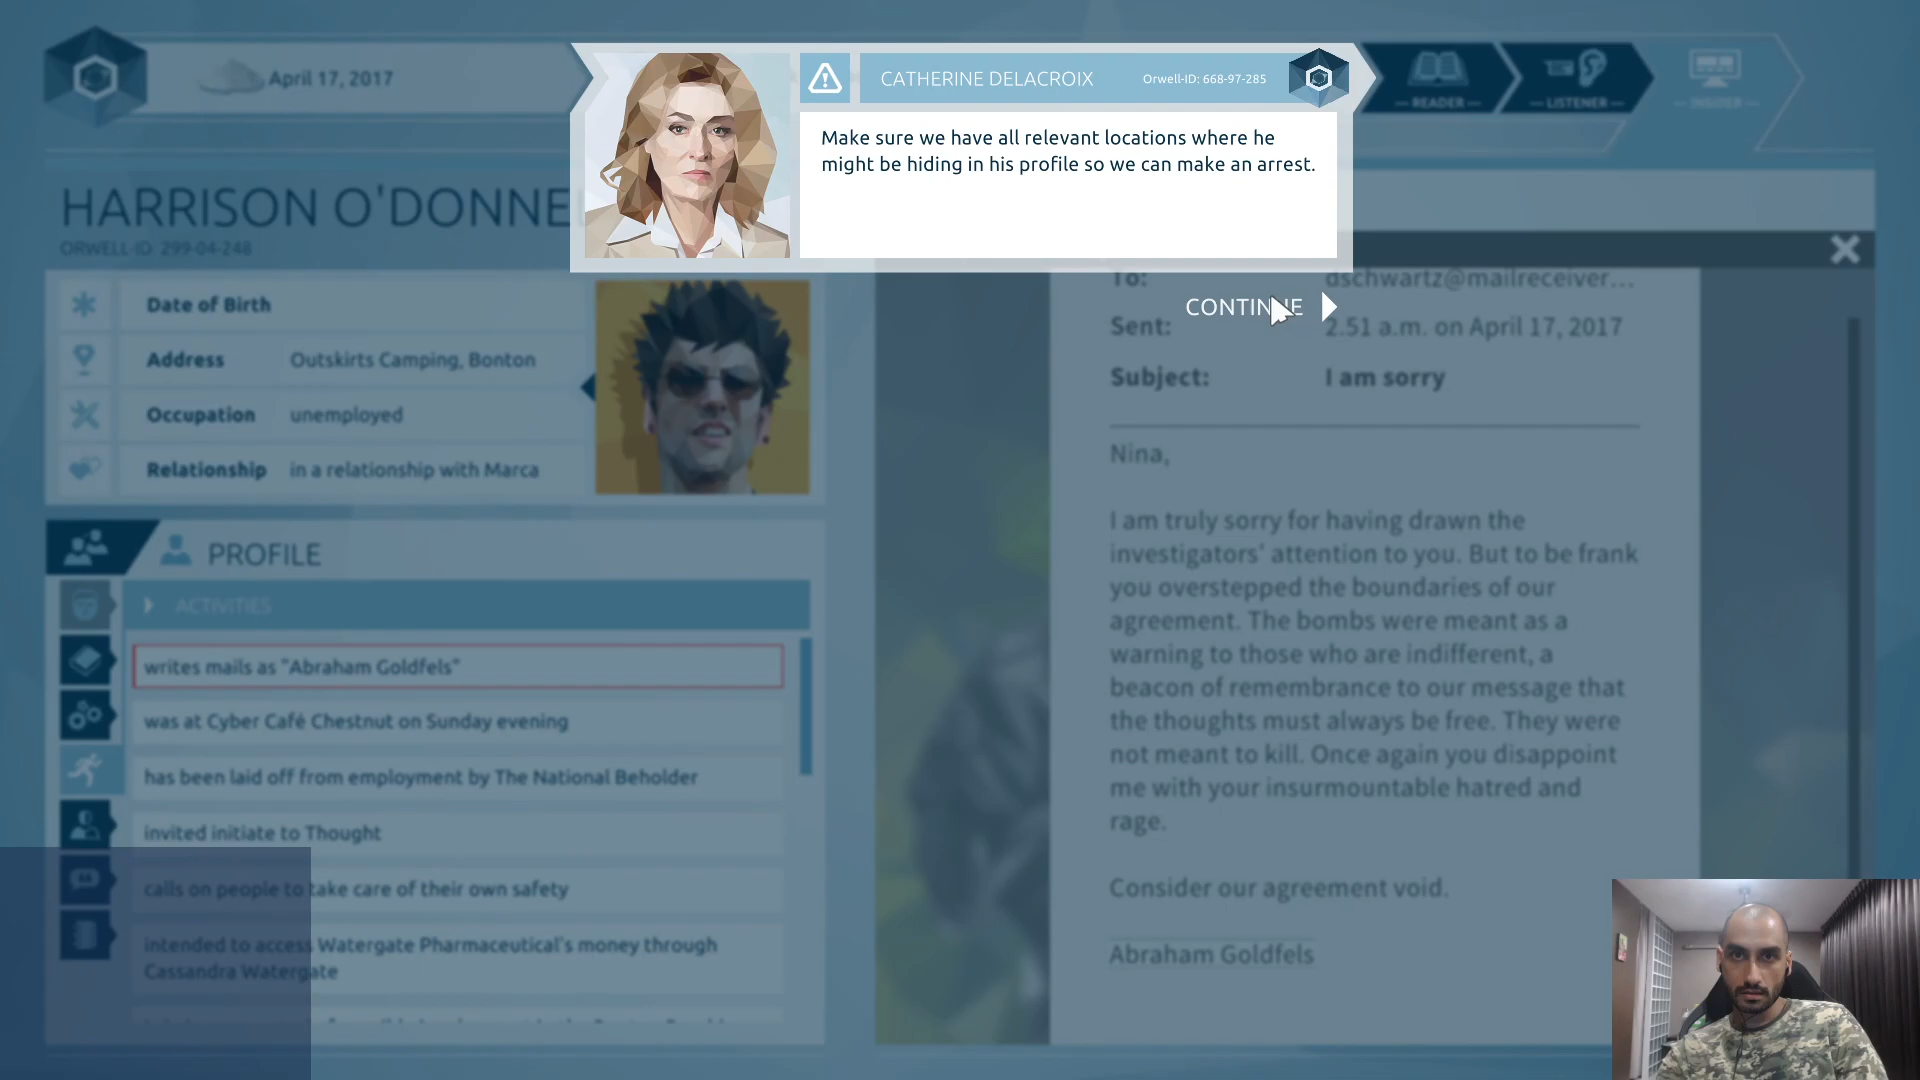 April 17, 2017
CATHERINE DELACROIX
Orwell-ID: 668-97-285
Make sure we have all relevant locations where he
might be hiding in his profile so we can make an arrest.
CONTINUE
READER
LISTENER
INSIDER
HARRISON O'DONNE
ORWELL-ID: 299-04-248
Date of Birth
Address Outskirts Camping, Bonton
Occupation unemployed
Relationship in a relationship with Marca
PROFILE
ACTIVITIES
writes mails as "Abraham Goldfels"
was at Cyber Café Chestnut on Sunday evening
has been laid off from employment by The National Beholder
invited initiate to Thought
calls on people to take care of their own safety
intended to access Watergate Pharmaceutical's money through
Cassandra Watergate
To: dschwartz@mailreceiver...
Sent: 2.51 a.m. on April 17, 2017
Subject: I am sorry
Nina,
I am truly sorry for having drawn the
investigators' attention to you. But to be frank
you overstepped the boundaries of our
agreement. The bombs were meant as a
warning to those who are indifferent, a
beacon of remembrance to our message that
the thoughts must always be free. They were
not meant to kill. Once again you disappoint
me with your insurmountable hatred and
rage.
Consider our agreement void.
Abraham Goldfels